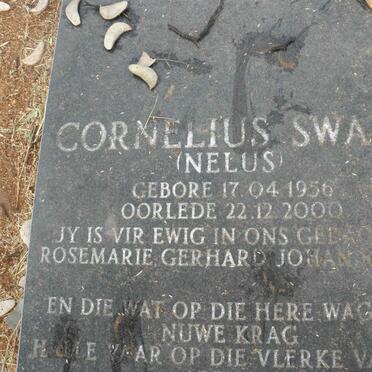 CORNELIUS SWA
(NELUS)
GEBORE 17.04.1956
OORLEDE 22.12.2000
JY IS VIR EWIG IN ONS
ROSEMARIE, GERHARD, JOHAN
EN DIE WAT OP DIE HERE WAG
NUWE KRAG
OP DIE VLERKE